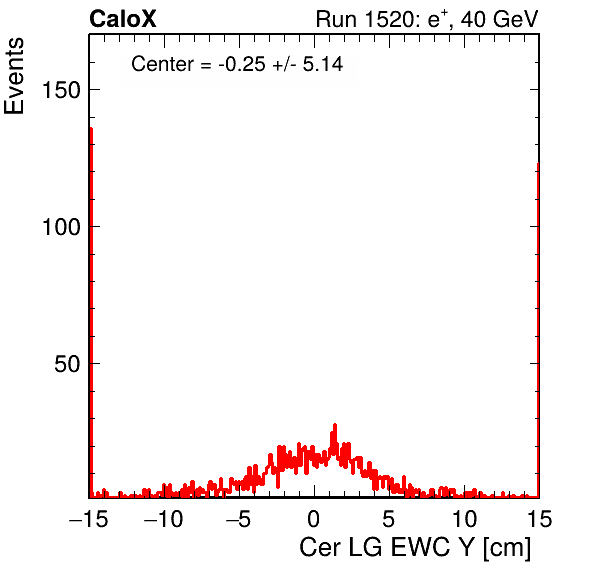 CaloX
Run 1520: e⁺, 40 GeV
Center = -0.25 +/- 5.14
Events
150
100
50
−15 −10 −5 0 5 10 15
Cer LG EWC Y [cm]